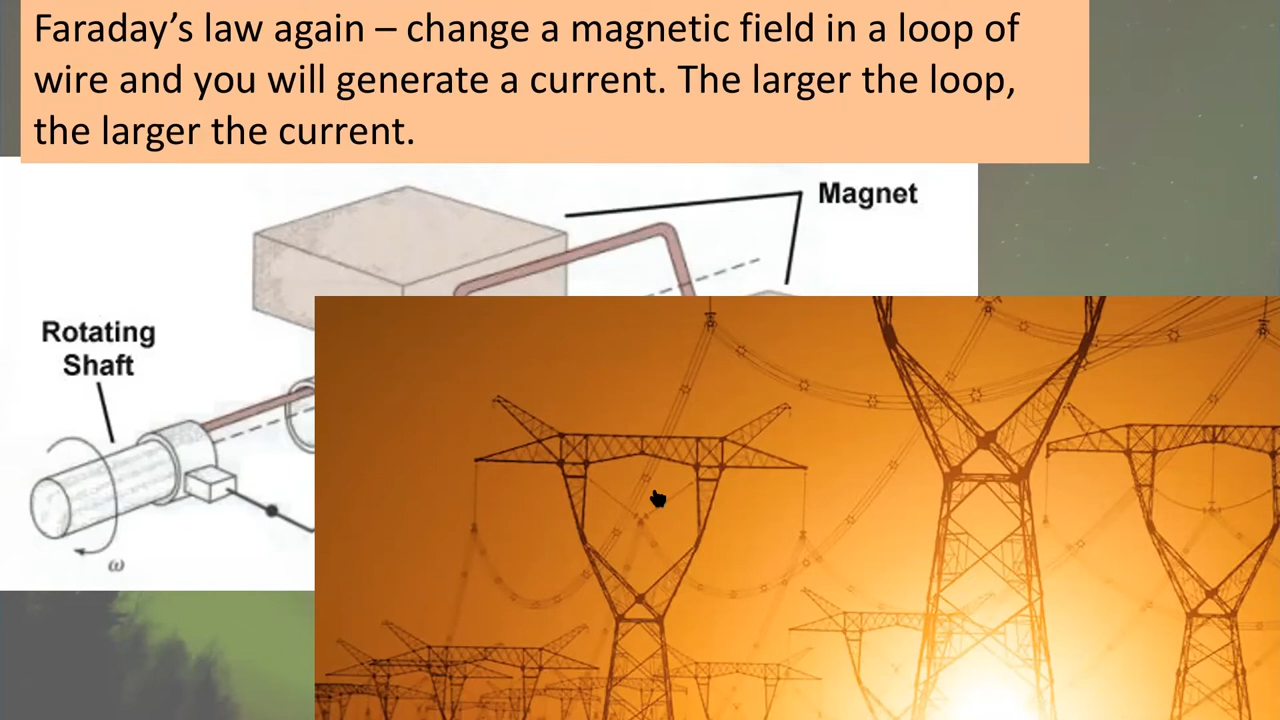 Faraday’s law again – change a magnetic field in a loop of
wire and you will generate a current. The larger the loop,
the larger the current.
Magnet
Rotating
Shaft
ω